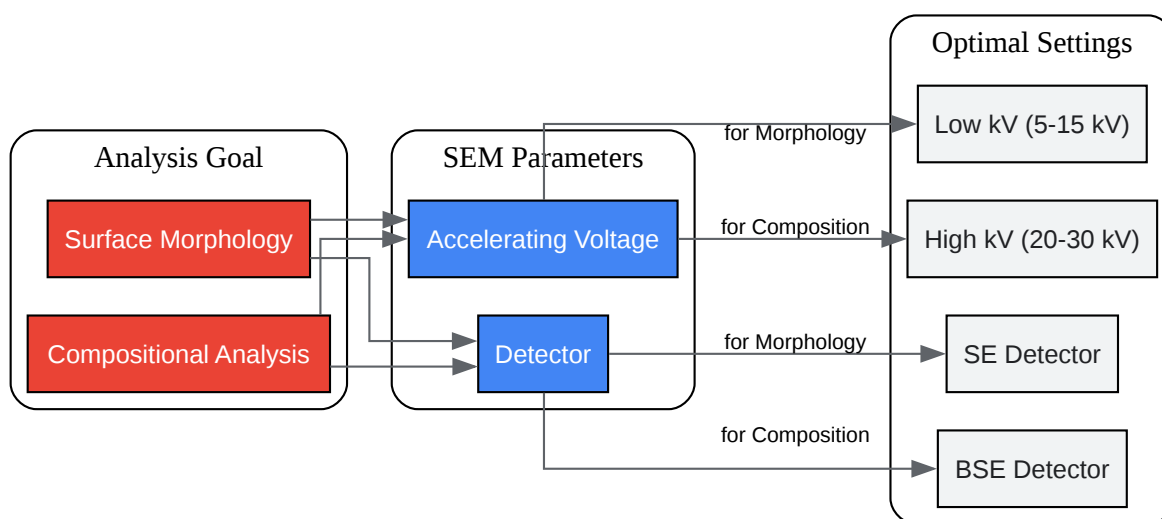 Analysis Goal
Surface Morphology
Compositional Analysis
SEM Parameters
Accelerating Voltage
Detector
for Morphology
for Composition
for Morphology
for Composition
Optimal Settings
Low kV (5-15 kV)
High kV (20-30 kV)
SE Detector
BSE Detector